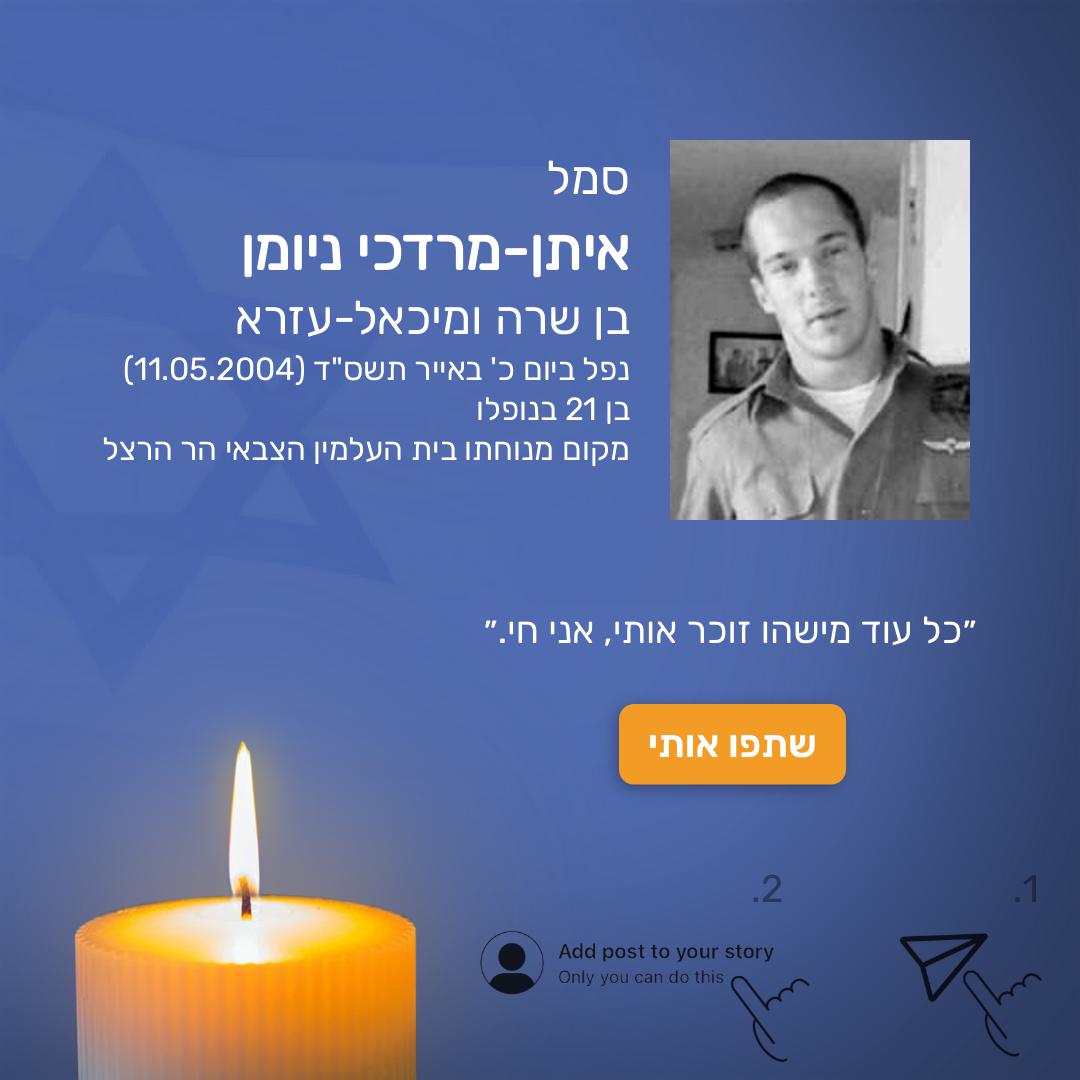 סמל
איתן-מרדכי ניומן
בן שרה ומיכאל-עזרא
נפל ביום כ' באייר תשס"ד (11.05.2004)
בן 21 בנופלו
מקום מנוחתו בית העלמין הצבאי הר הרצל
״כל עוד מישהו זוכר אותי, אני חי.״
שתפו אותי
.1
.2
Add post to your story
Only you can do this